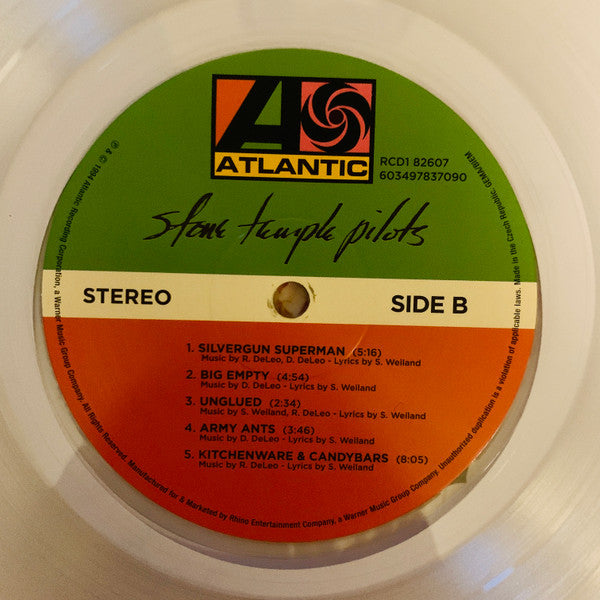 ATLANTIC
RCD1 82607
603497837090
stone temple pilots
STEREO
SIDE B
1. SILVERGUN SUPERMAN (5:16)
Music by R. DeLeo, D. DeLeo - Lyrics by S. Weiland
2. BIG EMPTY (4:54)
Music by D. DeLeo - Lyrics by S. Weiland
3. UNGLUED (2:34)
Music by S. Weiland, R. DeLeo - Lyrics by S. Weiland
4. ARMY ANTS (3:46)
Music by D. DeLeo - Lyrics by S. Weiland
5. KITCHENWARE & CANDYBARS (8:05)
Music by R. DeLeo - Lyrics by S. Weiland
℗ & © 1994 Atlantic Recording Corporation, a Warner Music Group Company. All Rights Reserved. Manufactured for & Marketed by Rhino Entertainment Company, a Warner Music Group Company. Unauthorized duplication is a violation of applicable laws. Made in the Czech Republic. GEMA/BIEM